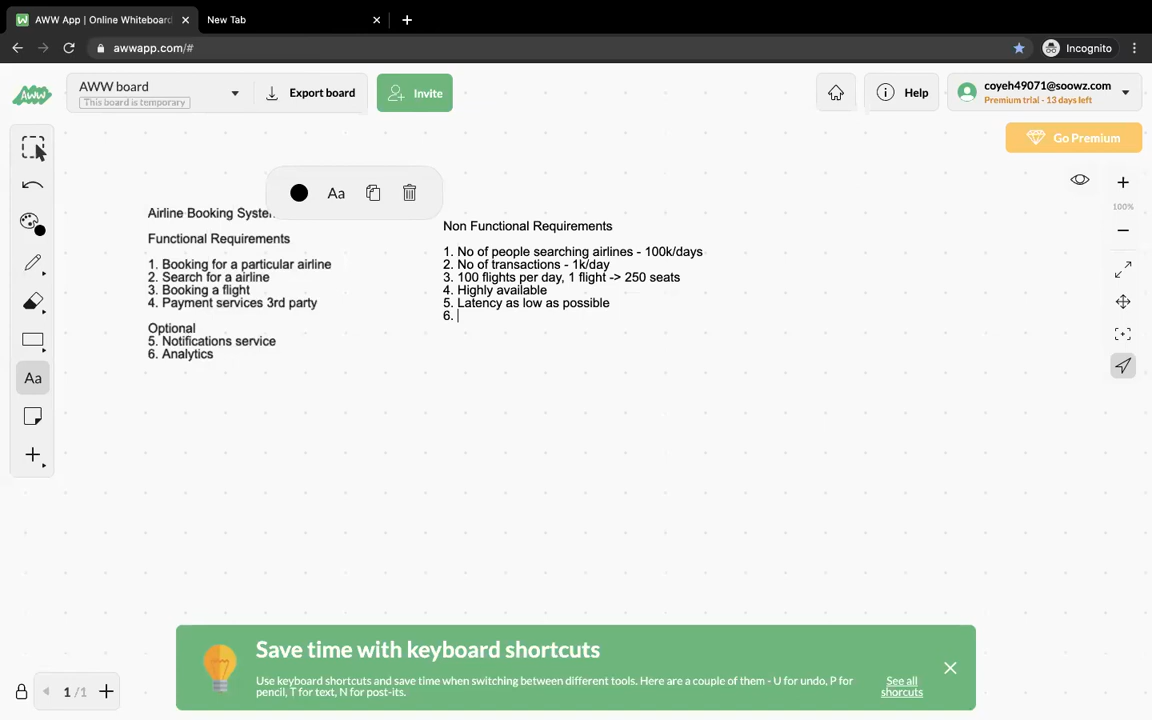 AWW App | Online Whiteboard
New Tab
awwapp.com/#
Incognito
AWW
AWW board
This board is temporary
Export board
Invite
Help
coyeh49071@soowz.com
Premium trial - 13 days left
Go Premium
Aa
100%
Airline Booking System
Functional Requirements
1. Booking for a particular airline
2. Search for a airline
3. Booking a flight
4. Payment services 3rd party
Optional
5. Notifications service
6. Analytics
Non Functional Requirements
1. No of people searching airlines - 100k/days
2. No of transactions - 1k/day
3. 100 flights per day, 1 flight -> 250 seats
4. Highly available
5. Latency as low as possible
6.
Aa
Save time with keyboard shortcuts
Use keyboard shortcuts and save time when switching between different tools. Here are a couple of them - U for undo, P for
pencil, T for text, N for post-its.
See all
shorcuts
1 /1